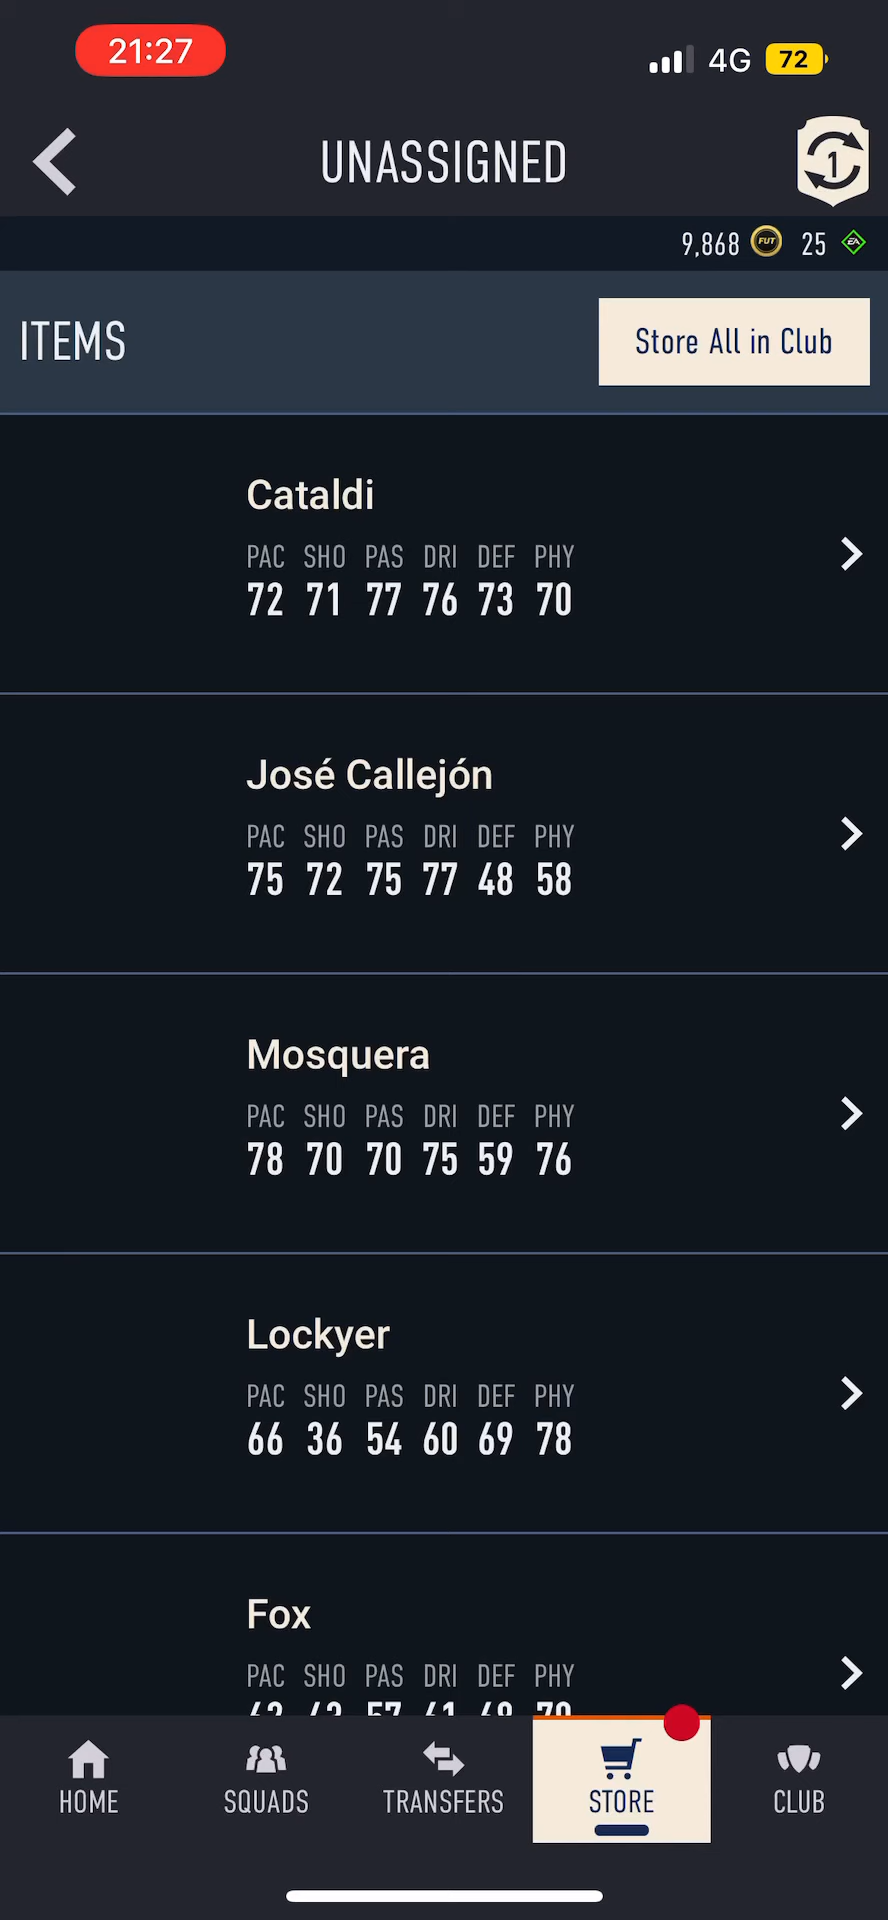 21:27
4G 72
UNASSIGNED
1
9,868 FUT 25 EA
ITEMS
Store All in Club
Cataldi
PAC SHO PAS DRI DEF PHY
72 71 77 76 73 70
José Callejón
PAC SHO PAS DRI DEF PHY
75 72 75 77 48 58
Mosquera
PAC SHO PAS DRI DEF PHY
78 70 70 75 59 76
Lockyer
PAC SHO PAS DRI DEF PHY
66 36 54 60 69 78
Fox
PAC SHO PAS DRI DEF PHY
HOME SQUADS TRANSFERS STORE CLUB